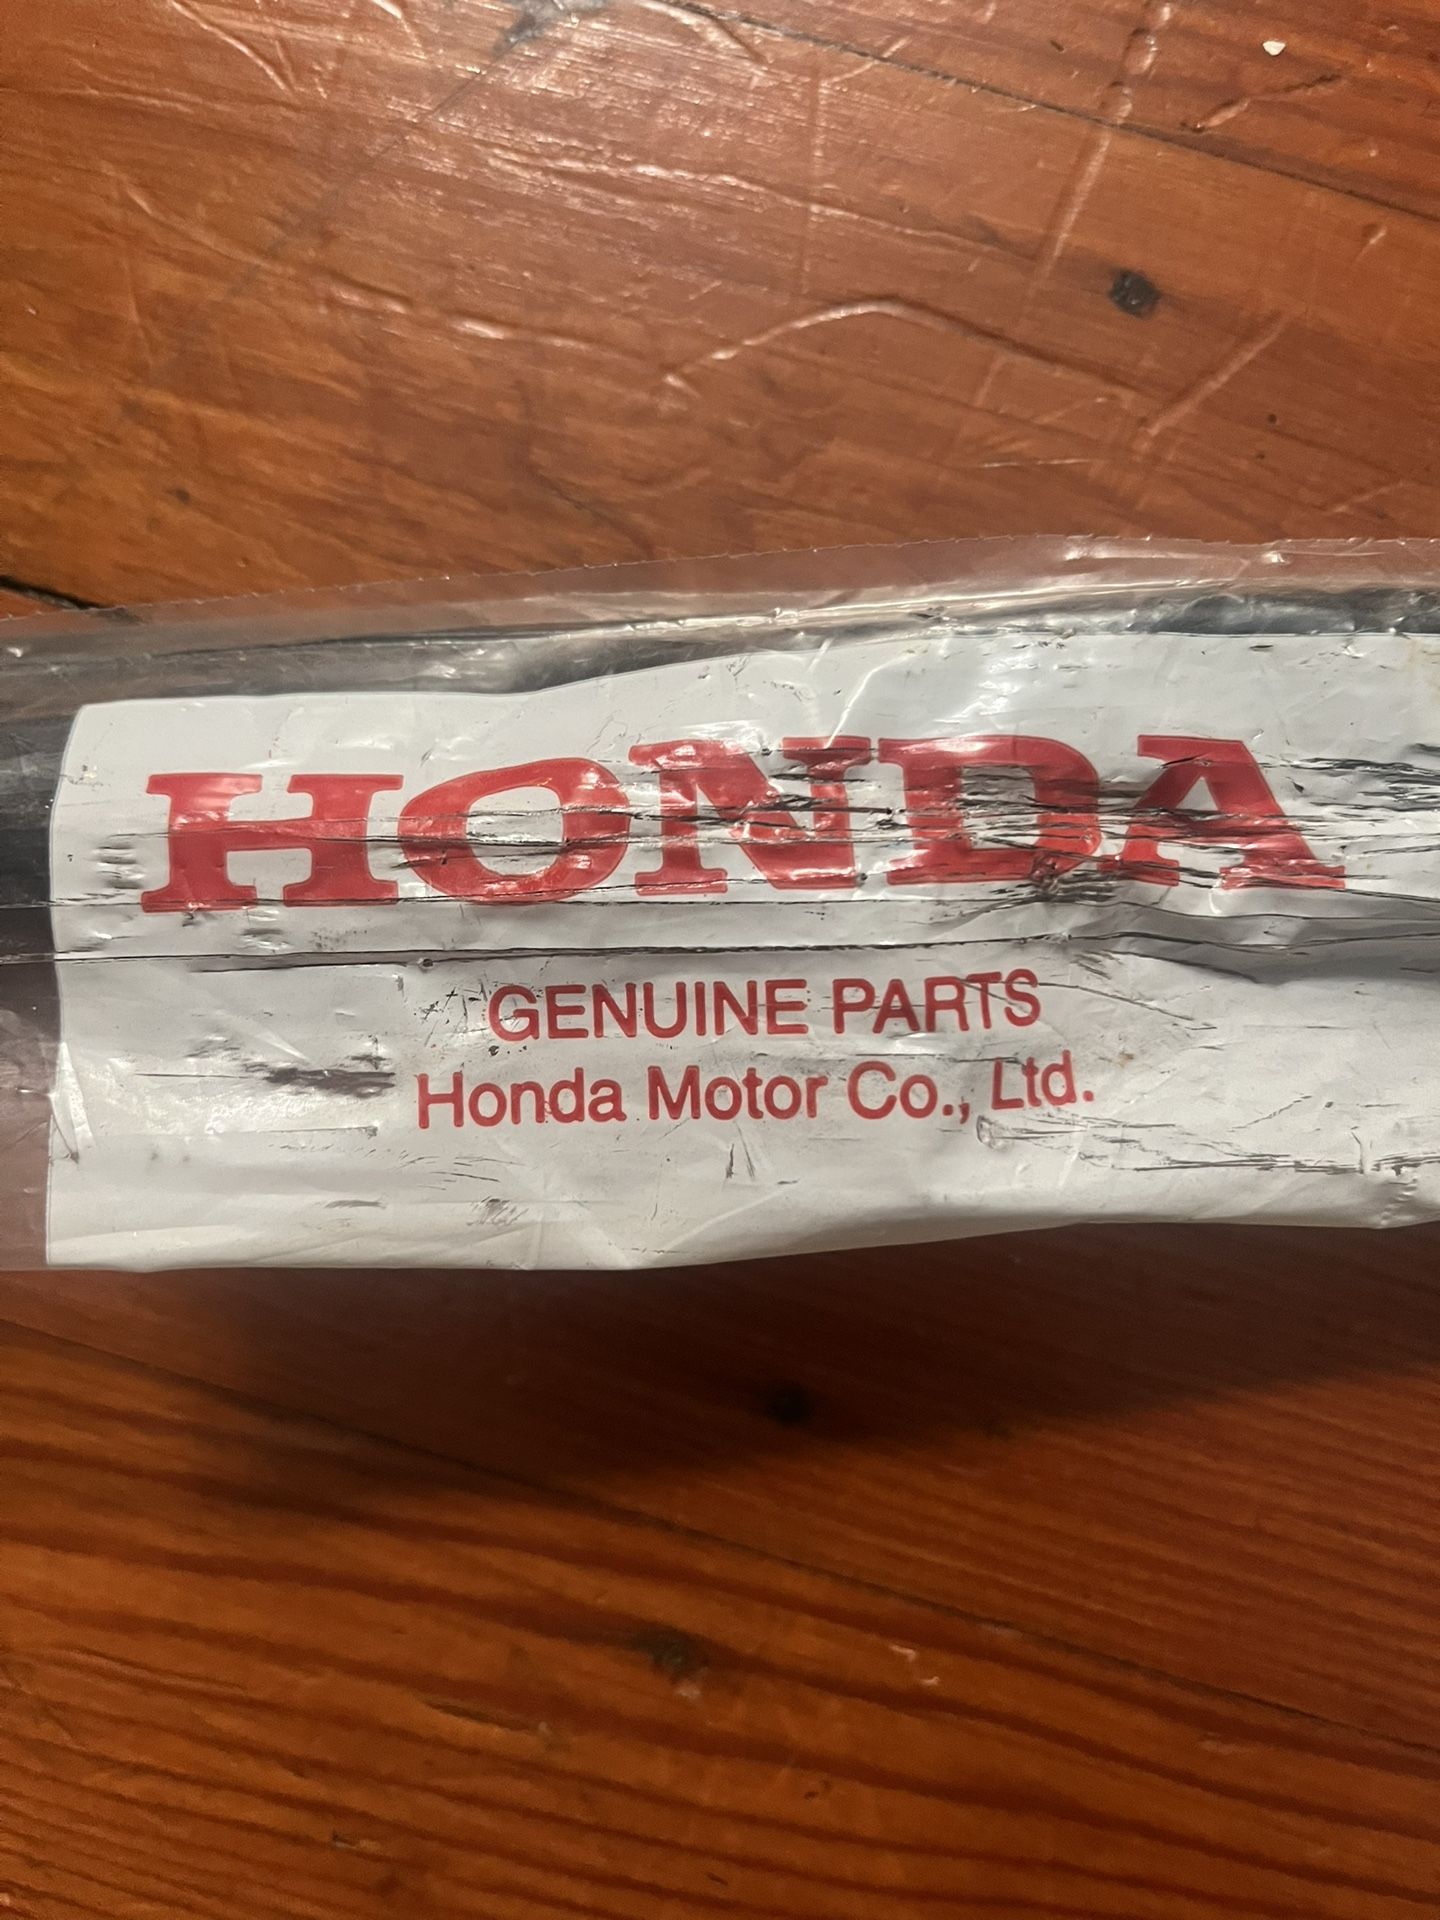 HONDA
GENUINE PARTS
Honda Motor Co., Ltd.